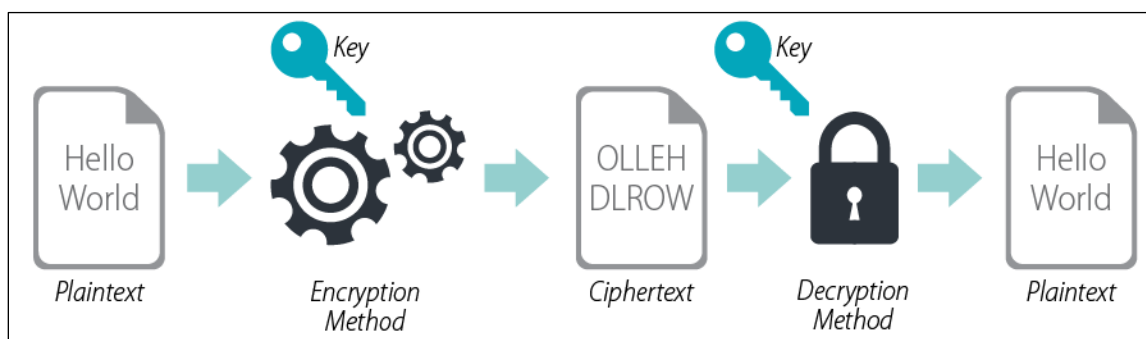 Key
Key
Hello
World
OLLEH
DLROW
Hello
World
Plaintext
Encryption
Method
Ciphertext
Decryption
Method
Plaintext